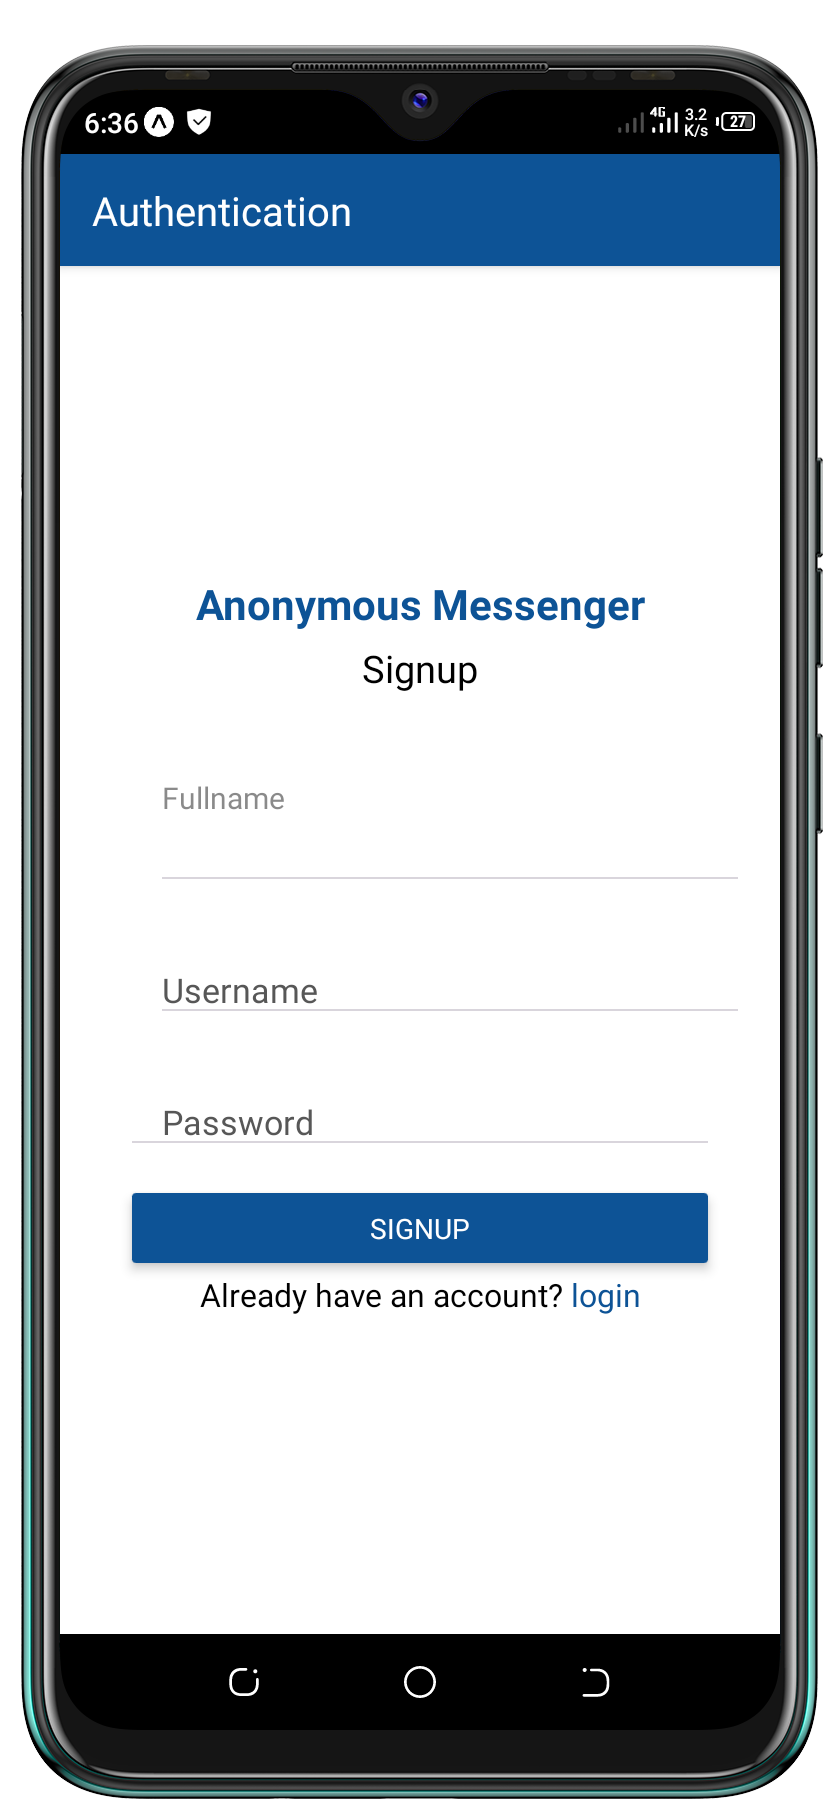 6:36 4G 3.2 K/s 27
Authentication
Anonymous Messenger
Signup
Fullname
Username
Password
SIGNUP
Already have an account? login